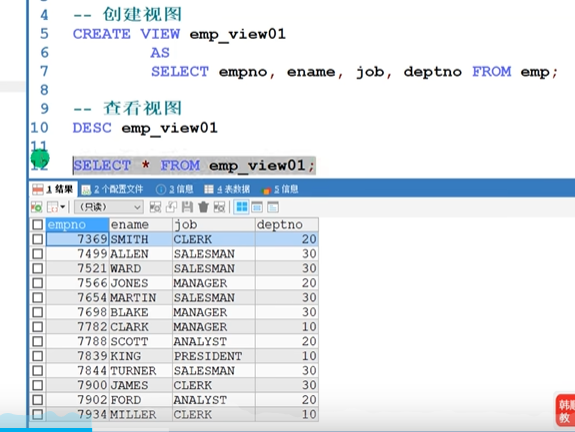 4 -- 创建视图
5 CREATE VIEW emp_view01
6 AS
7 SELECT empno, ename, job, deptno FROM emp;
8
9 -- 查看视图
10 DESC emp_view01
11
12 SELECT * FROM emp_view01;
1 结果 2 个配置文件 3 信息 4 表数据 5 信息
(只读)
empno ename job deptno
7369 SMITH CLERK 20
7499 ALLEN SALESMAN 30
7521 WARD SALESMAN 30
7566 JONES MANAGER 20
7654 MARTIN SALESMAN 30
7698 BLAKE MANAGER 30
7782 CLARK MANAGER 10
7788 SCOTT ANALYST 20
7839 KING PRESIDENT 10
7844 TURNER SALESMAN 30
7900 JAMES CLERK 30
7902 FORD ANALYST 20
7934 MILLER CLERK 10
韩顺
教